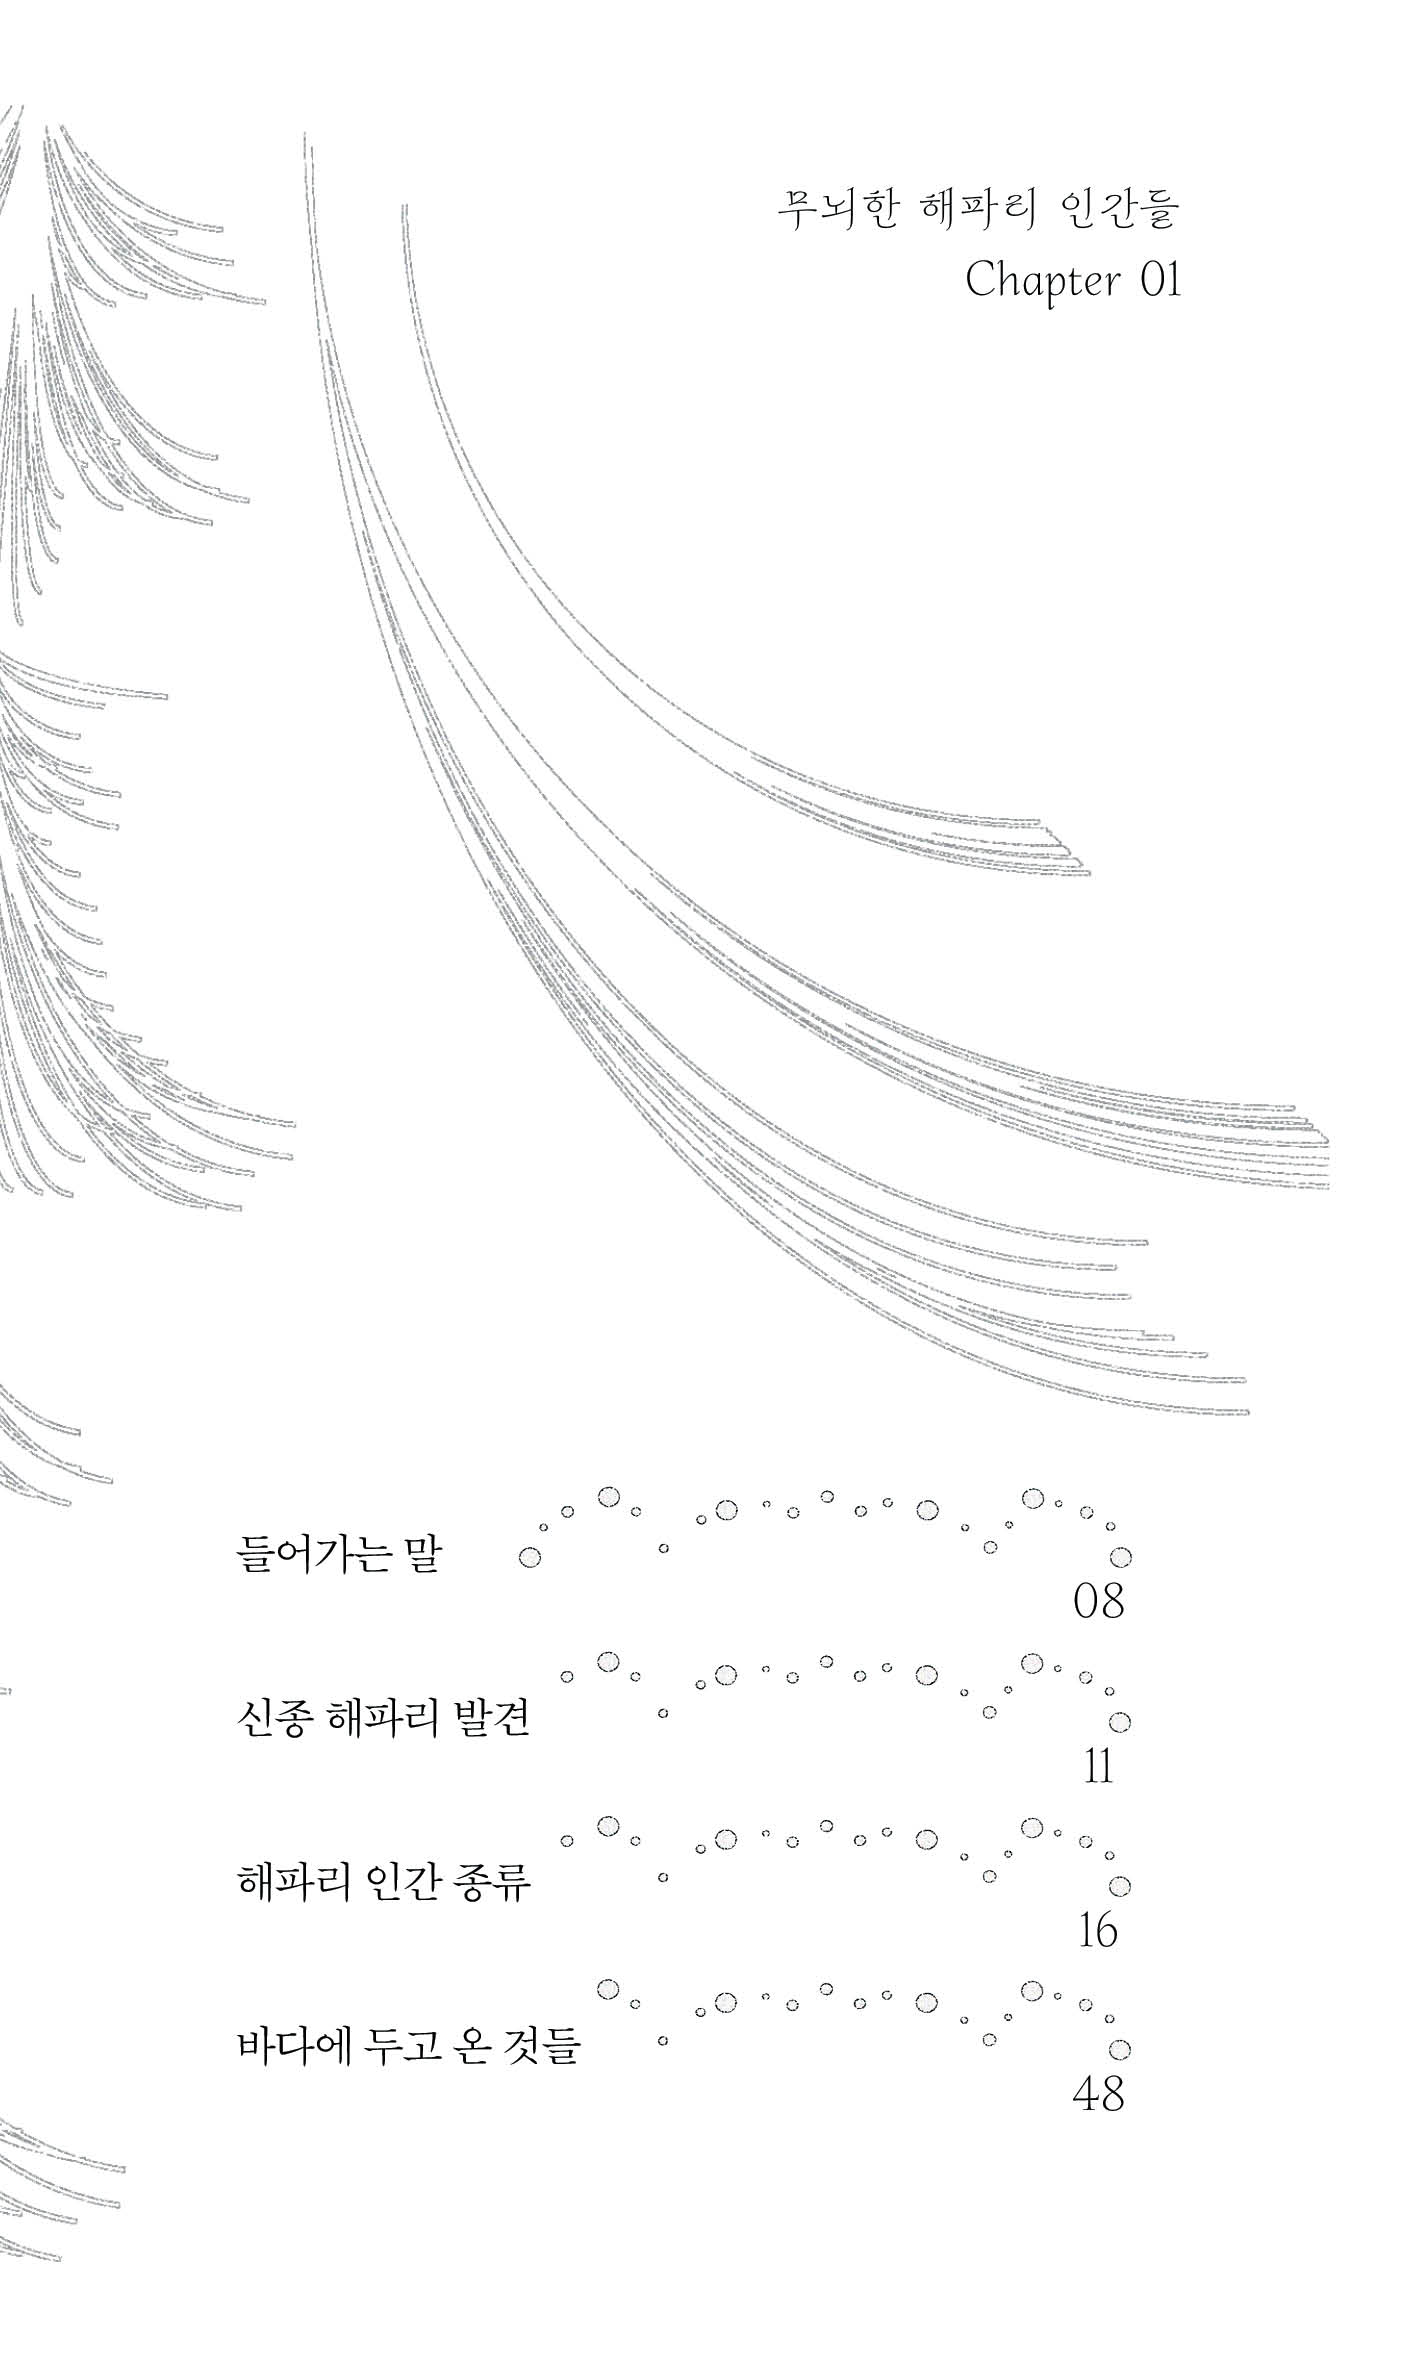 무뇌한 해파리 인간들
Chapter 01
들어가는 말
08
신종 해파리 발견
11
해파리 인간 종류
16
바다에 두고 온 것들
48